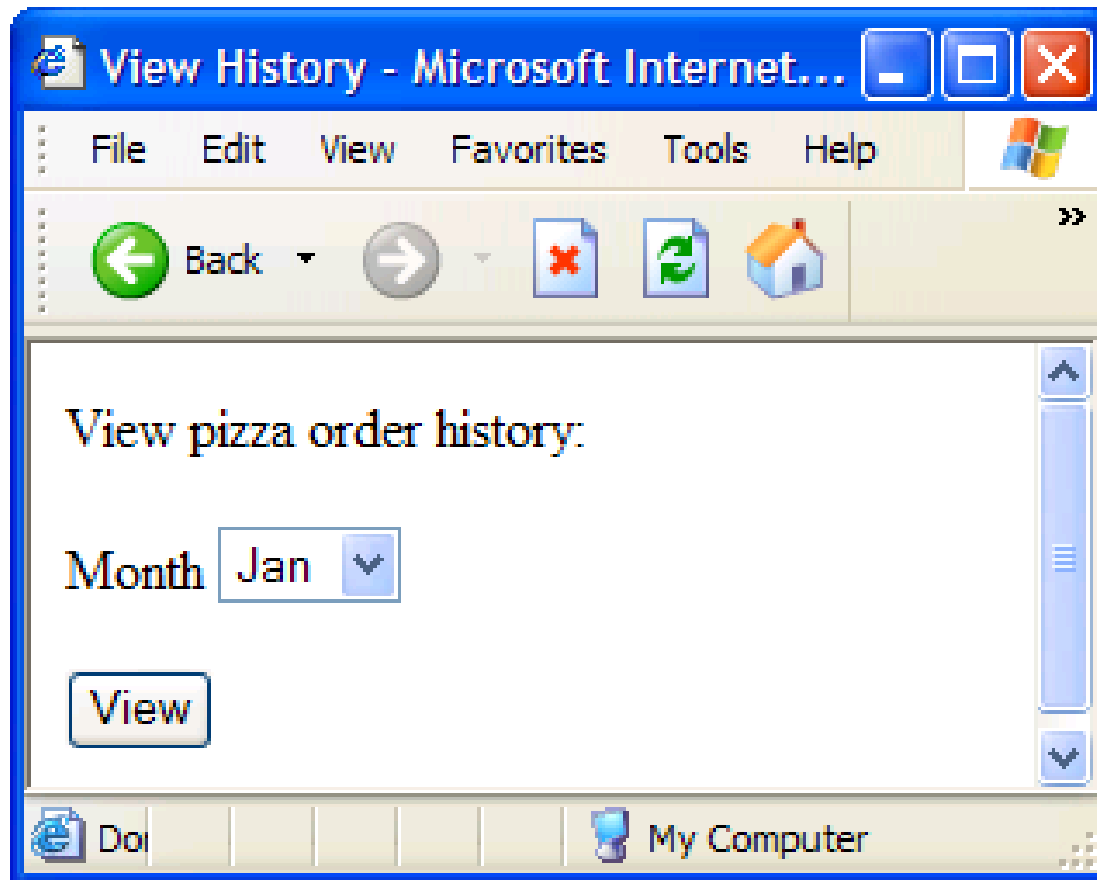 View History - Microsoft Internet...
File Edit View Favorites Tools Help
Back
View pizza order history:
Month Jan
View
My Computer